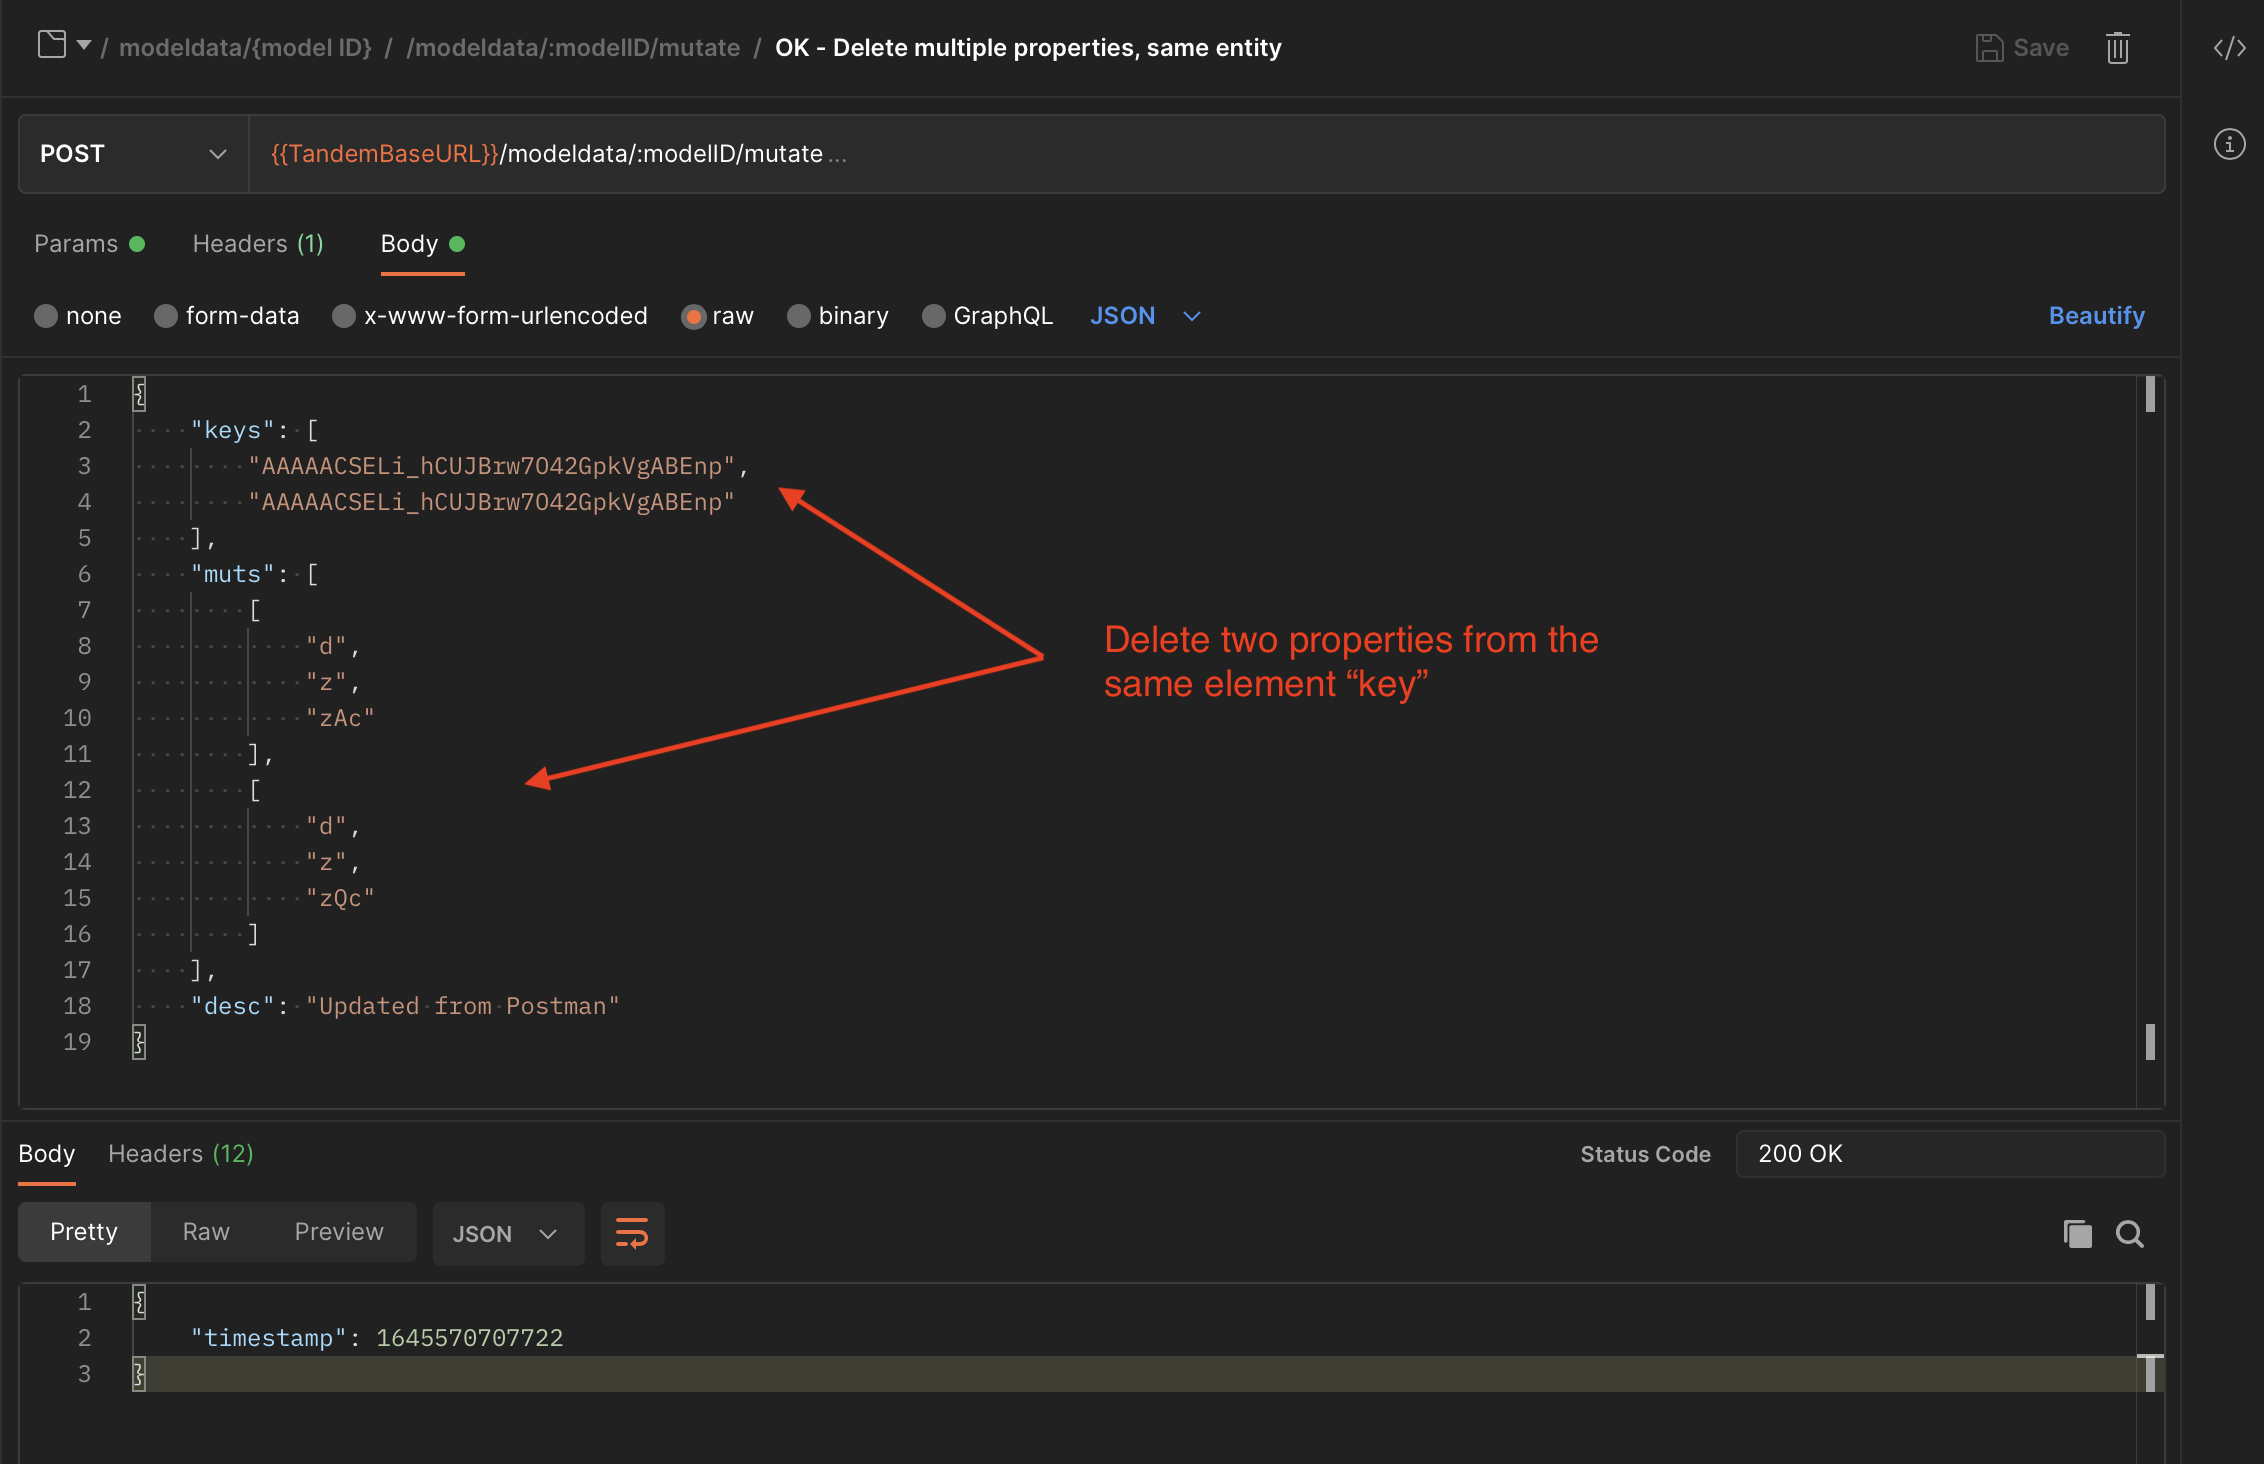 / modeldata/{model ID} / /modeldata/:modelID/mutate / OK - Delete multiple properties, same entity Save </>
POST {{TandemBaseURL}}/modeldata/:modelID/mutate ...
Params Headers (1) Body
none form-data x-www-form-urlencoded raw binary GraphQL JSON Beautify
1 {
2 "keys": [
3 "AAAAACSELi_hCUJBrw7O42GpkVgABEnp",
4 "AAAAACSELi_hCUJBrw7O42GpkVgABEnp"
5 ],
6 "muts": [
7 [
8 "d",
9 "z",
10 "zAc"
11 ],
12 [
13 "d",
14 "z",
15 "zQc"
16 ]
17 ],
18 "desc": "Updated from Postman"
19 }
Delete two properties from the
same element “key”
Body Headers (12) Status Code 200 OK
Pretty Raw Preview JSON
1 {
2 "timestamp": 1645570707722
3 }